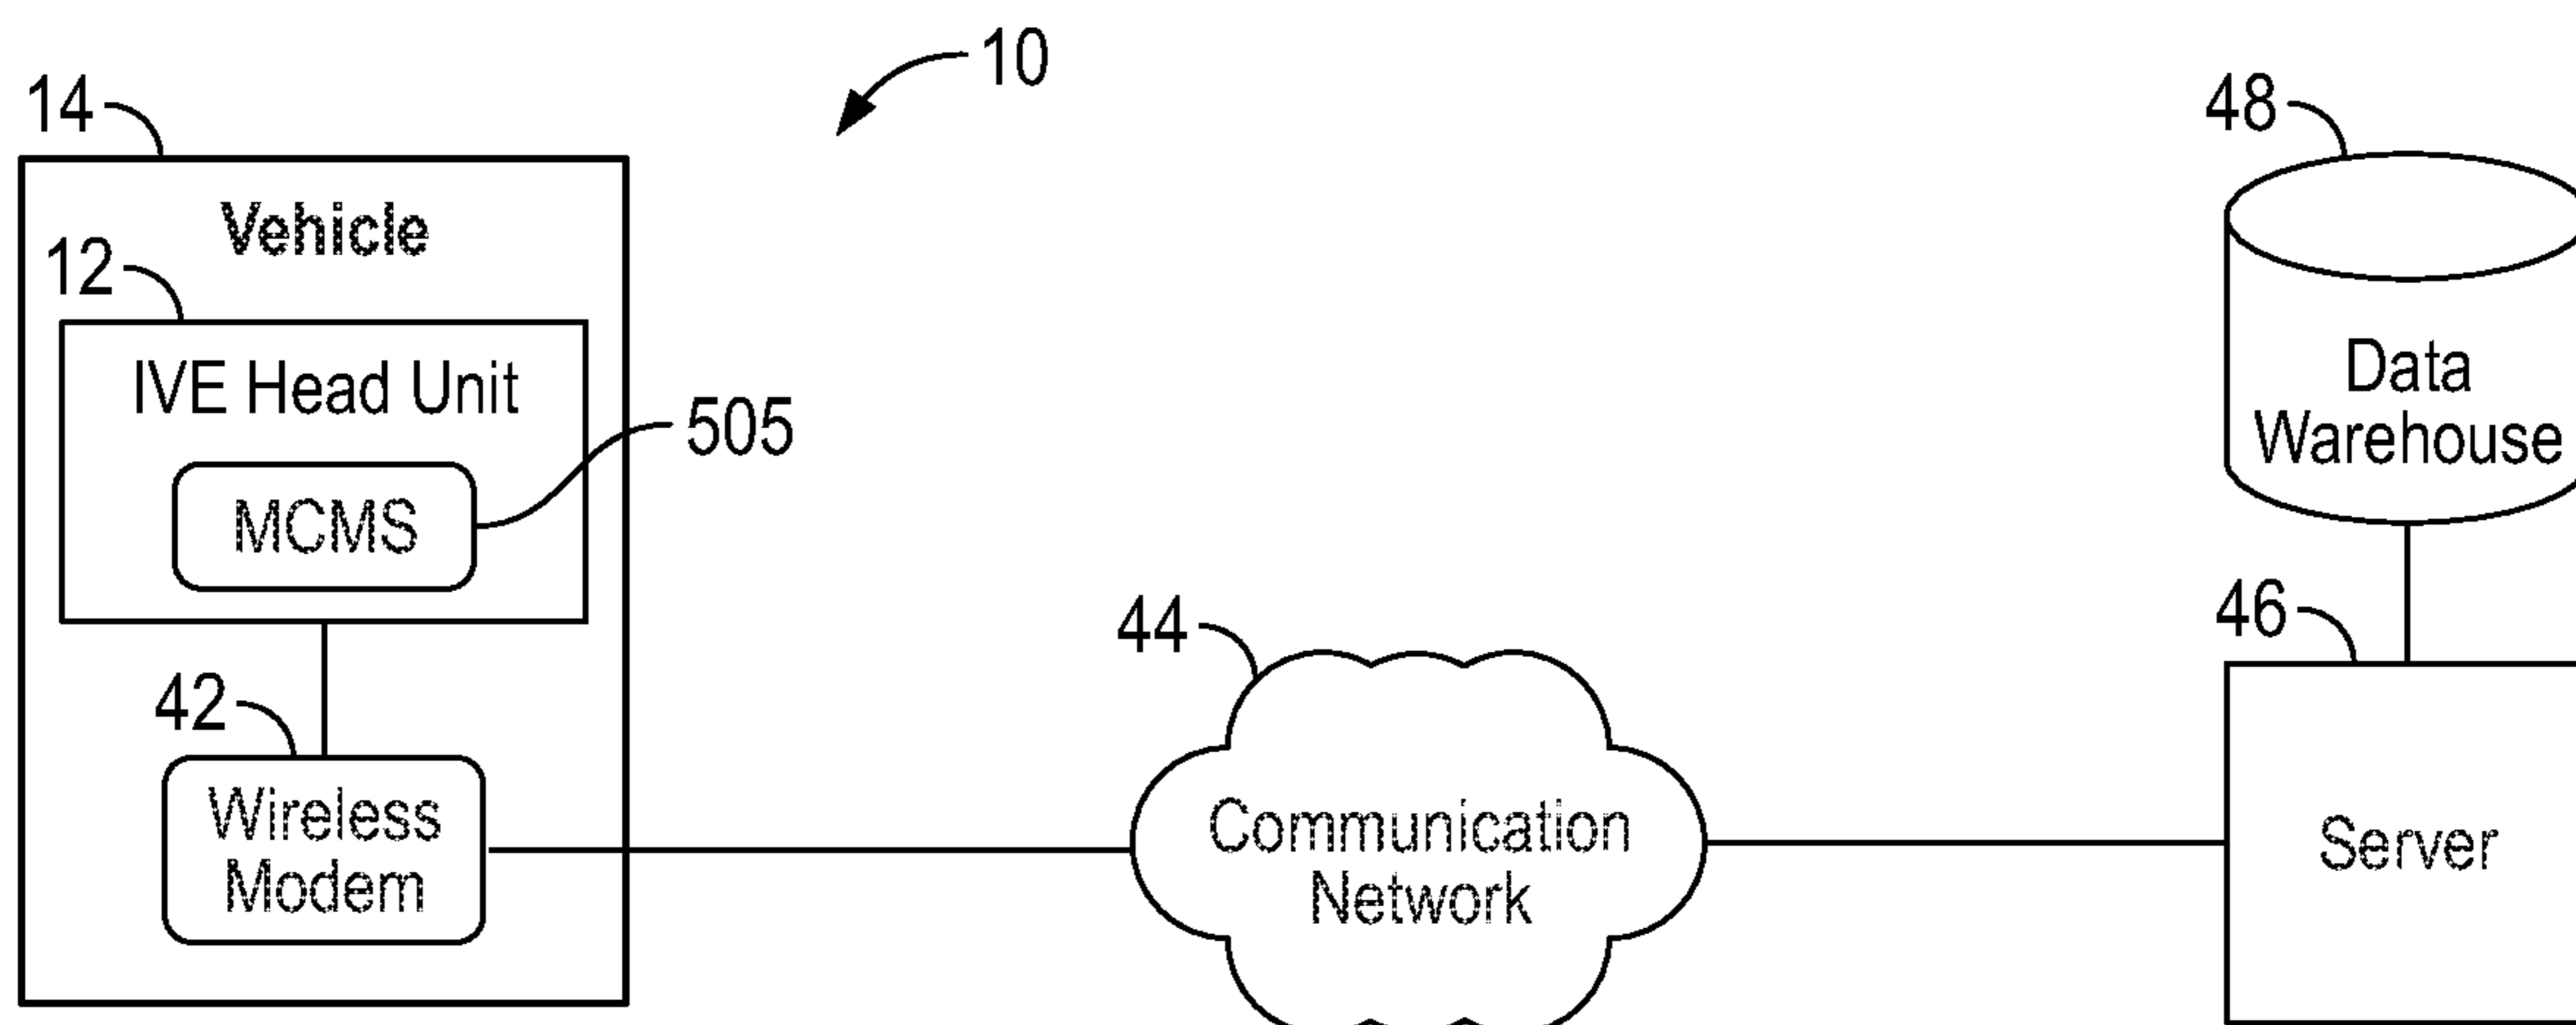 10
14
Vehicle
12
IVE Head Unit
MCMS
505
42
Wireless
Modem
44
Communication
Network
48
Data
Warehouse
46
Server